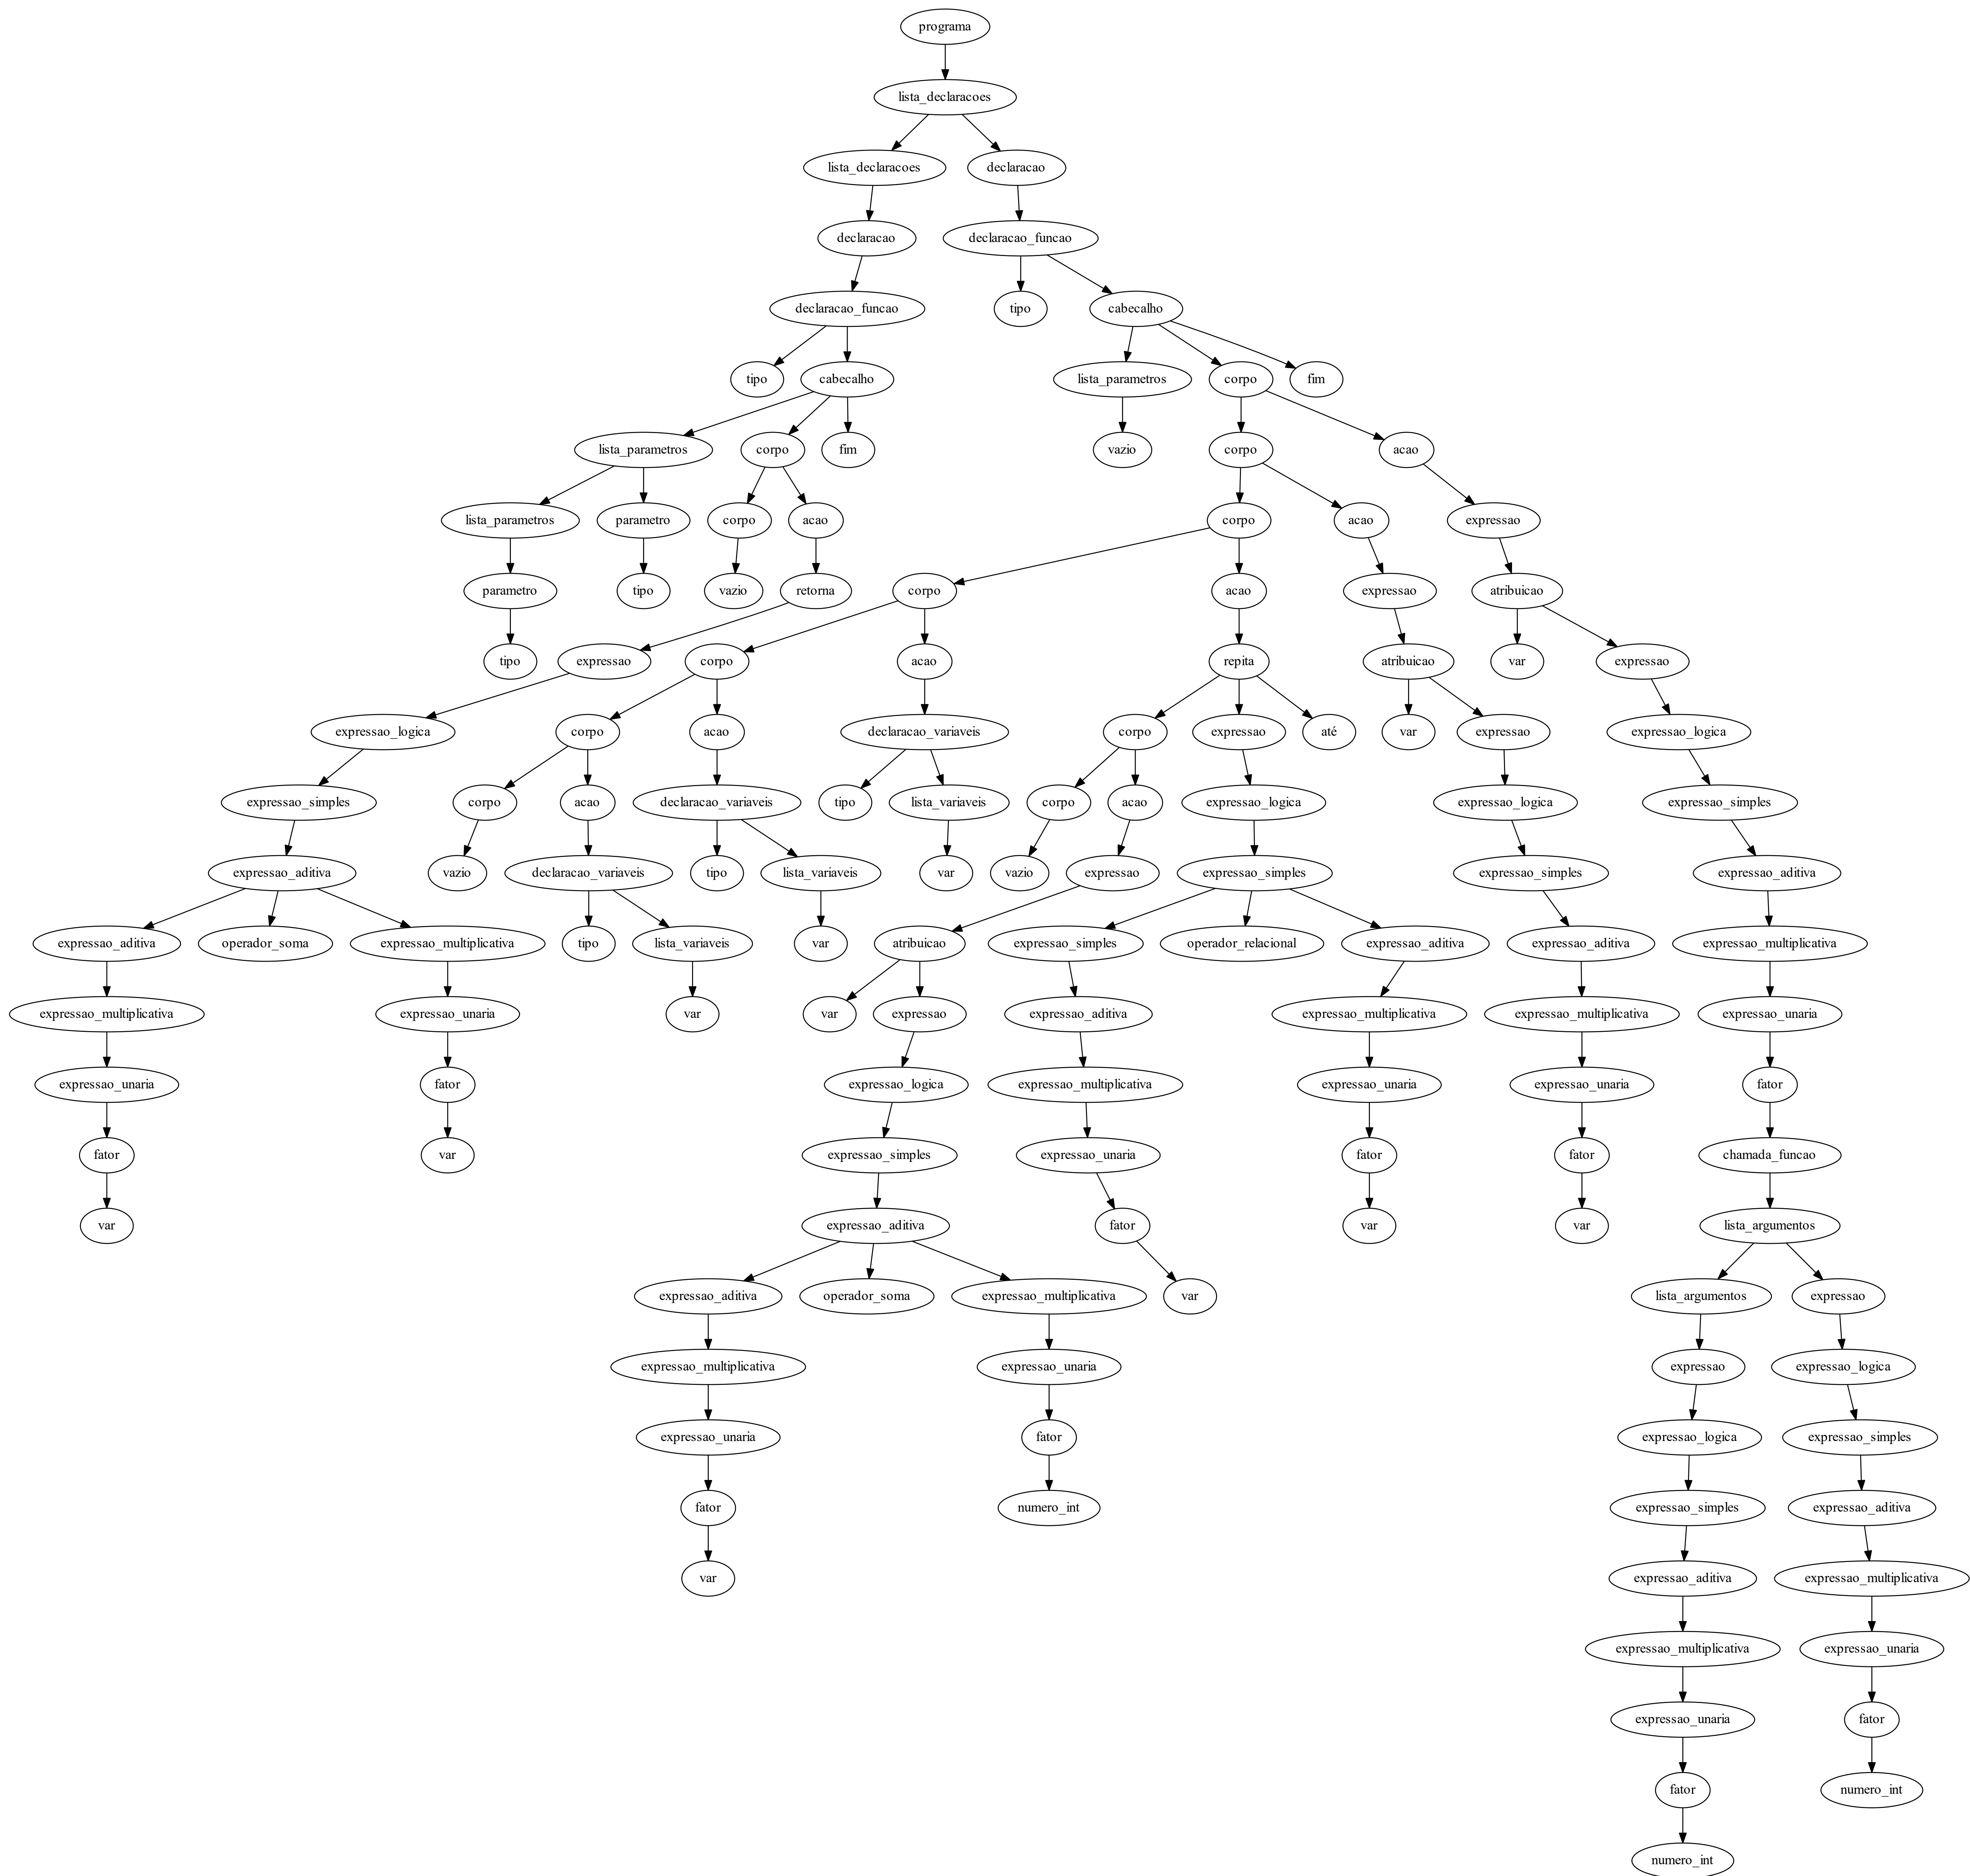 programa
lista_declaracoes
lista_declaracoes declaracao
declaracao declaracao_funcao
declaracao_funcao tipo cabecalho
tipo cabecalho lista_parametros corpo fim
lista_parametros corpo fim vazio corpo acao
lista_parametros parametro corpo acao corpo acao expressao
parametro tipo vazio retorna corpo acao expressao atribuicao
tipo expressao corpo acao repita atribuicao var expressao
expressao_logica corpo acao declaracao_variaveis corpo expressao até var expressao expressao_logica
expressao_simples corpo acao declaracao_variaveis tipo lista_variaveis corpo acao expressao_logica expressao_logica expressao_simples
expressao_aditiva vazio declaracao_variaveis tipo lista_variaveis var vazio expressao expressao_simples expressao_simples expressao_aditiva
expressao_aditiva operador_soma expressao_multiplicativa tipo lista_variaveis var atribuicao expressao_simples operador_relacional expressao_aditiva expressao_aditiva expressao_multiplicativa
expressao_multiplicativa expressao_unaria var var expressao expressao_aditiva expressao_multiplicativa expressao_multiplicativa expressao_unaria
expressao_unaria fator expressao_logica expressao_multiplicativa expressao_unaria expressao_unaria fator
fator var expressao_simples expressao_unaria fator fator chamada_funcao
var expressao_aditiva fator var var lista_argumentos
expressao_aditiva operador_soma expressao_multiplicativa var lista_argumentos expressao
expressao_multiplicativa expressao_unaria expressao expressao_logica
expressao_unaria fator expressao_logica expressao_simples
fator numero_int expressao_simples expressao_aditiva
var expressao_aditiva expressao_multiplicativa
expressao_multiplicativa expressao_unaria
expressao_unaria fator
fator numero_int
numero_int